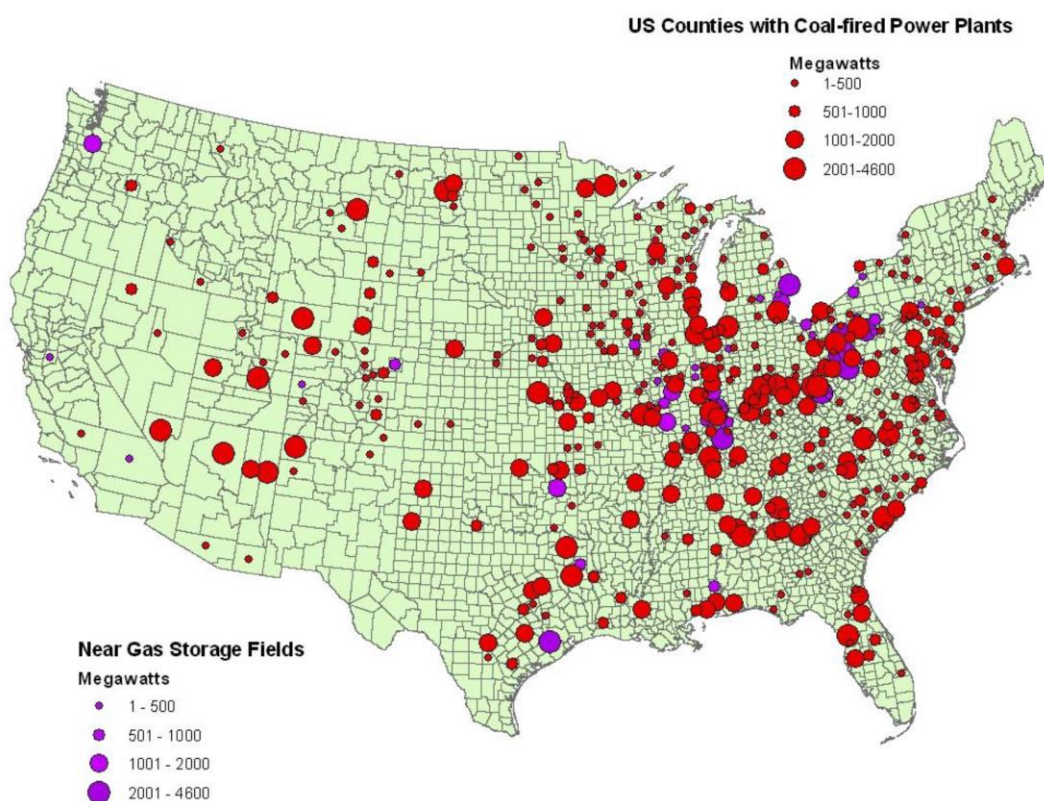 US Counties with Coal-fired Power Plants
Megawatts
1-500
501-1000
1001-2000
2001-4600
Near Gas Storage Fields
Megawatts
1 - 500
501 - 1000
1001 - 2000
2001 - 4600